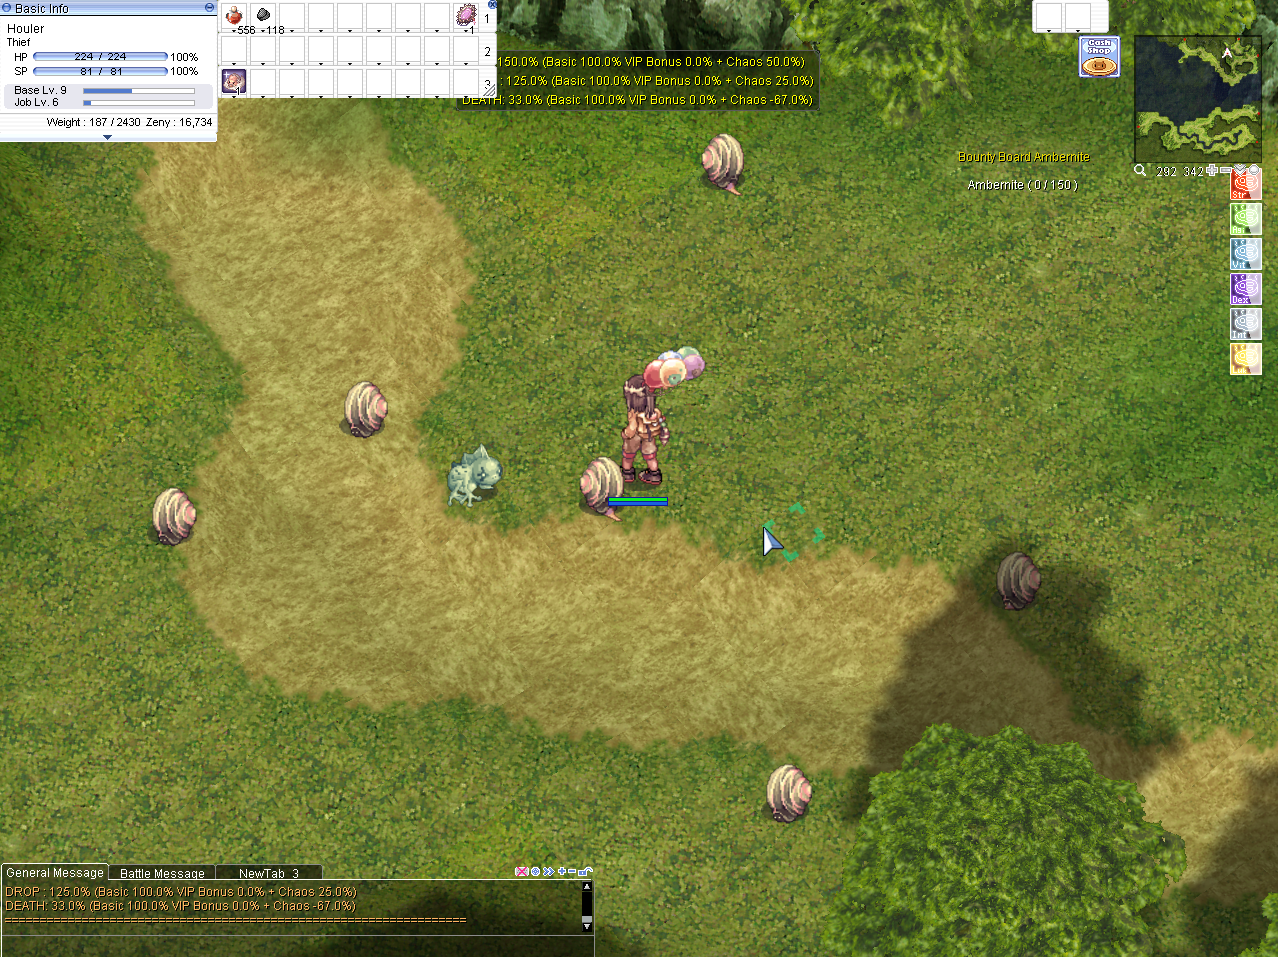 Basic Info
Houler
Thief
HP 224 / 224 100%
SP 81 / 81 100%
Base Lv. 9
Job Lv. 6
Weight : 187 / 2430 Zeny : 16,734
556
118
1
1
2
3
1
150.0% (Basic 100.0% VIP Bonus 0.0% + Chaos 50.0%)
: 125.0% (Basic 100.0% VIP Bonus 0.0% + Chaos 25.0%)
DEATH: 33.0% (Basic 100.0% VIP Bonus 0.0% + Chaos -67.0%)
Cash Shop
292 342
Bounty Board Ambernite
Ambernite ( 0 / 150 )
Str
Agi
Vit
Dex
Int
General Message
Battle Message
NewTab_3
DROP : 125.0% (Basic 100.0% VIP Bonus 0.0% + Chaos 25.0%)
DEATH: 33.0% (Basic 100.0% VIP Bonus 0.0% + Chaos -67.0%)